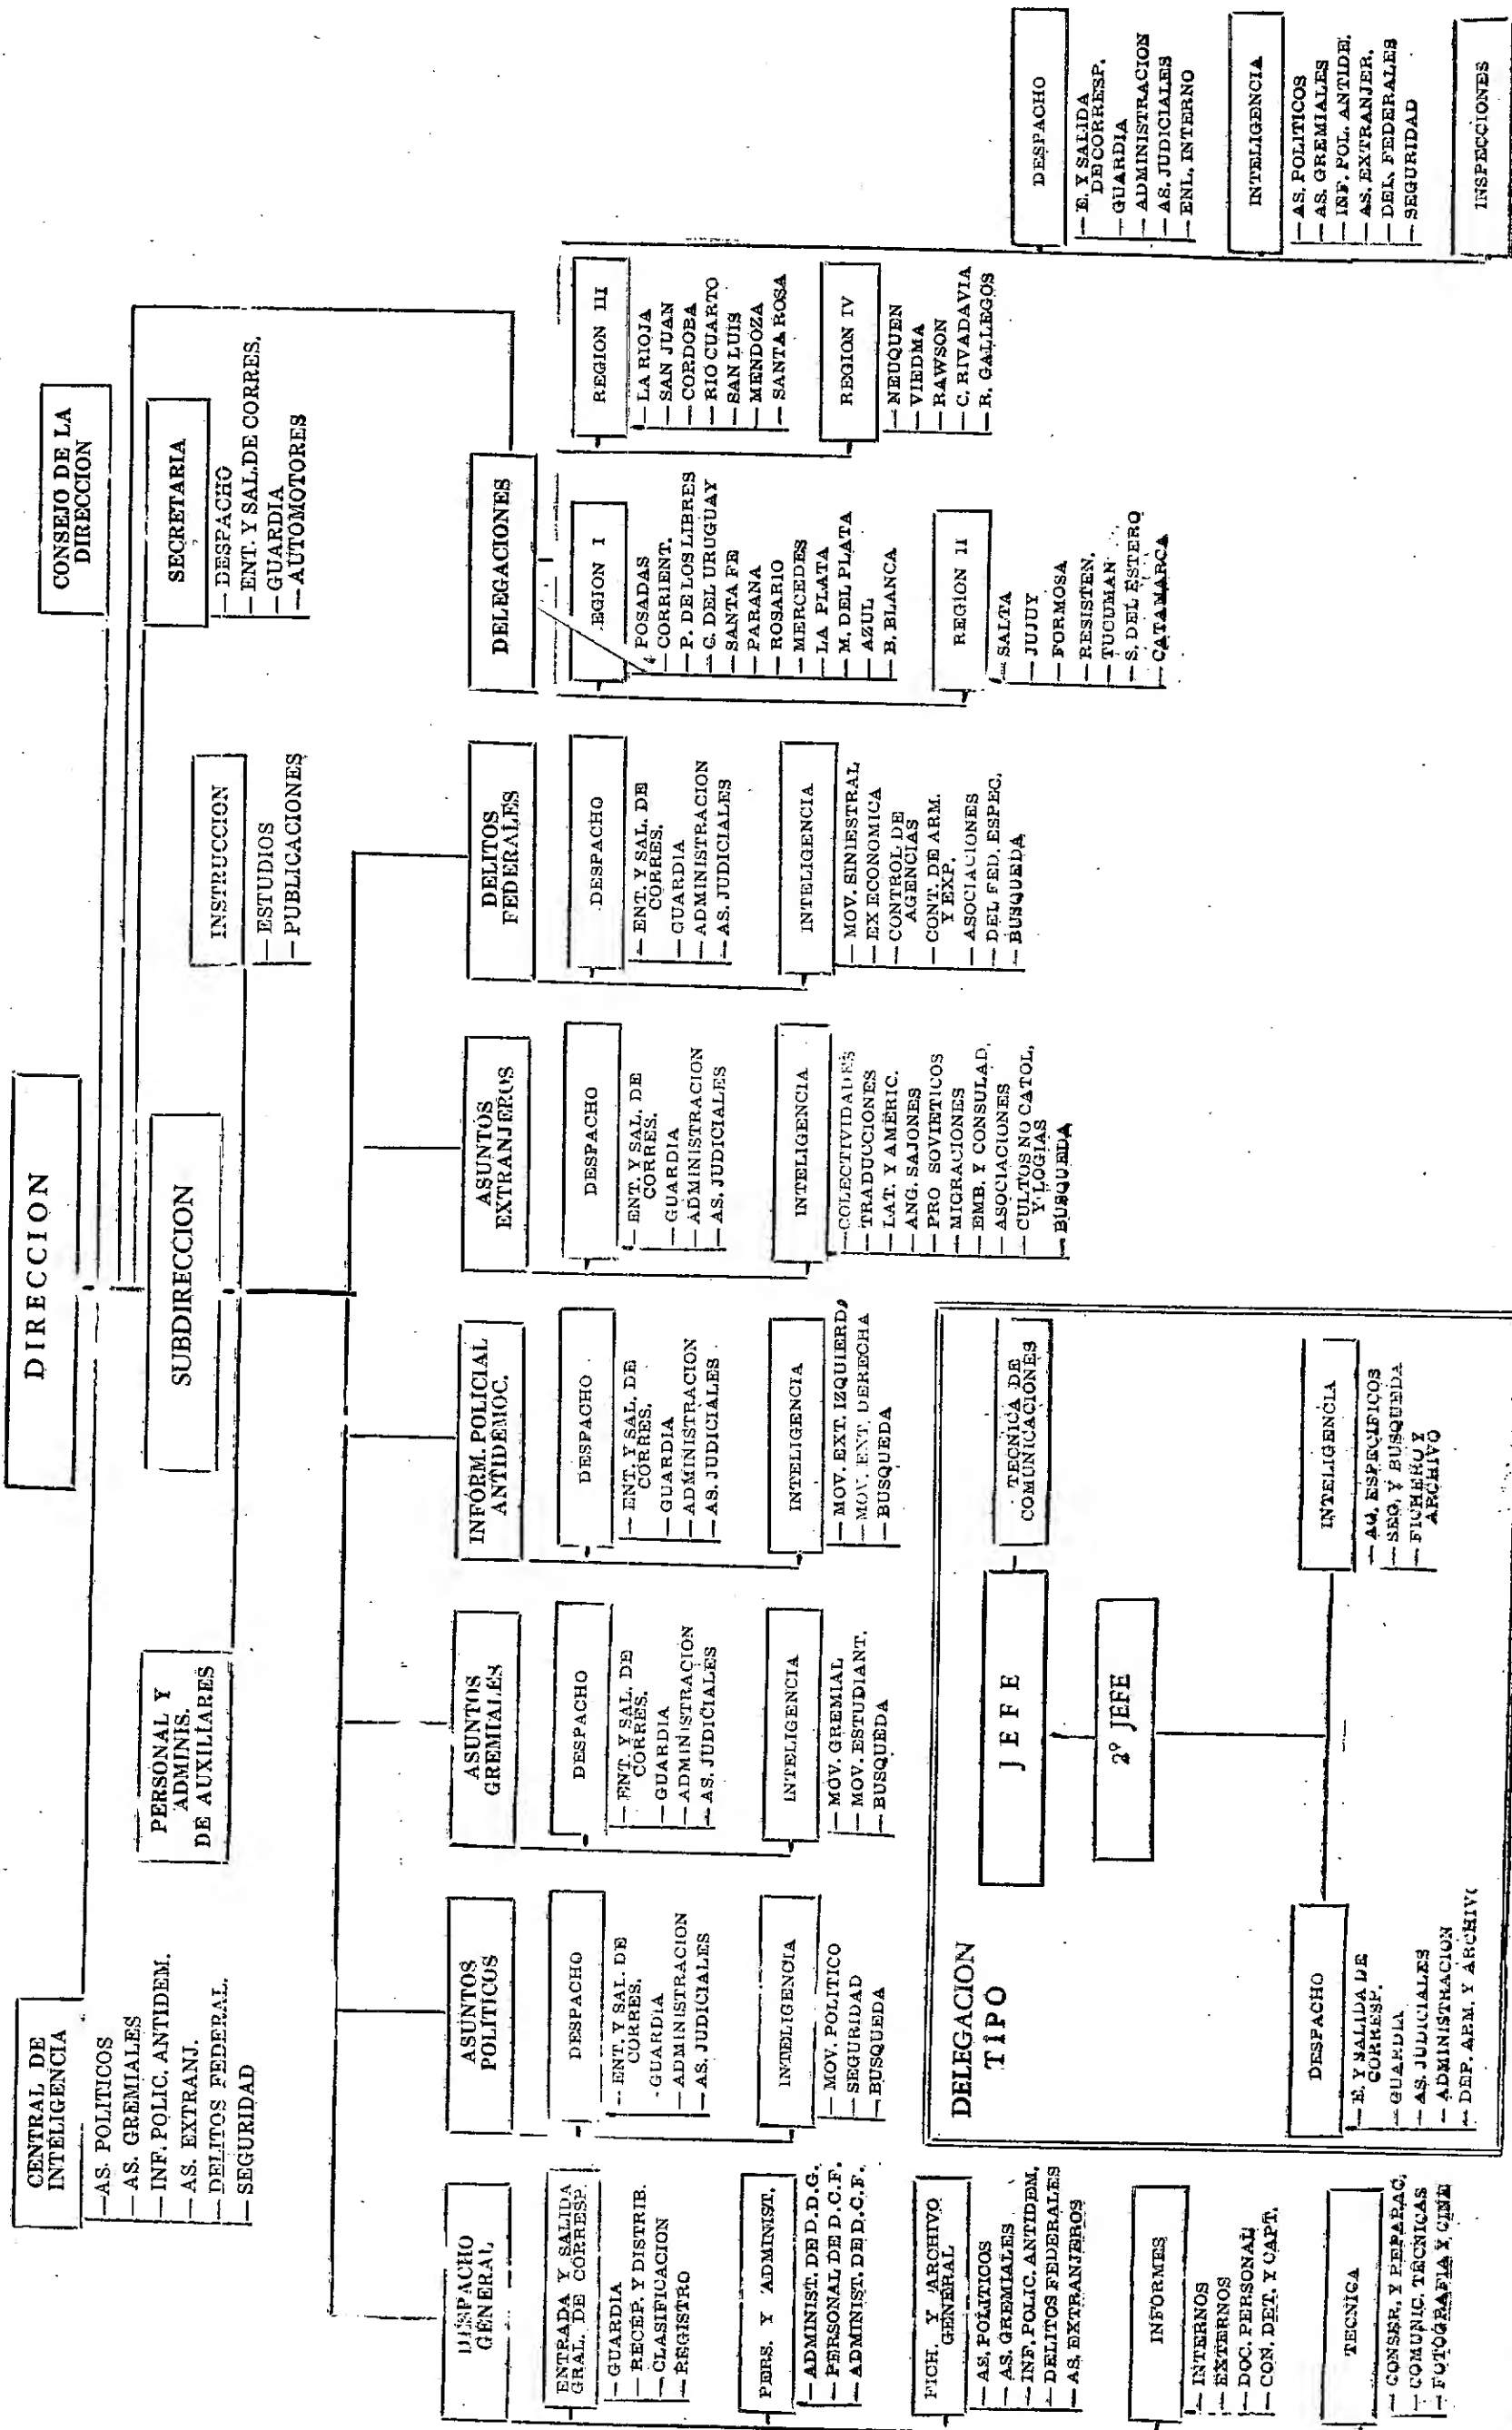 DIRECCION
CONSEJO DE LA
DIRECCION
CENTRAL DE
INTELIGENCIA
AS. POLITICOS
AS. GREMIALES
INF. POLIC. ANTIDEM.
AS. EXTRANJ.
DELITOS FEDERAL.
SEGURIDAD
SUBDIRECCION
SECRETARIA
DESPACHO
ENT. Y SAL. DE CORRES.
GUARDIA
AUTOMOTORES
PERSONAL Y
ADMINIS.
DE AUXILIARES
INSTRUCCION
ESTUDIOS
PUBLICACIONES
DESPACHO
GENERAL
ENTRADA Y SALIDA
GRAL. DE CORRESP.
GUARDIA
RECEP. Y DISTRIB.
CLASIFICACION
REGISTRO
PERS. Y ADMINIST.
ADMINIST. DE D.D.G.
PERSONAL DE D.C.F.
ADMINIST. DE D.C.F.
FICH. Y ARCHIVO
GENERAL
AS. POLITICOS
AS. GREMIALES
INF. POLIC. ANTIDEM.
DELITOS FEDERALES
AS. EXTRANJEROS
INFORMES
INTERNOS
EXTERNOS
DOC. PERSONAL
CON. DET. Y CAPT.
TECNICA
CONSER. Y REPARAC.
COMUNIC. TECNICAS
FOTOGRAFIA Y CINE
ASUNTOS
POLITICOS
DESPACHO
ENT. Y SAL. DE
CORRES.
GUARDIA
ADMINISTRACION
AS. JUDICIALES
INTELIGENCIA
MOV. POLITICO
SEGURIDAD
BUSQUEDA
ASUNTOS
GREMIALES
DESPACHO
ENT. Y SAL. DE
CORRES.
GUARDIA
ADMINISTRACION
AS. JUDICIALES
INTELIGENCIA
MOV. GREMIAL
MOV. ESTUDIANT.
BUSQUEDA
INFORM. POLICIAL
ANTIDEMOC.
DESPACHO
ENT. Y SAL. DE
CORRES.
GUARDIA
ADMINISTRACION
AS. JUDICIALES
INTELIGENCIA
MOV. EXT. IZQUIERDA
MOV. EXT. DERECHA
BUSQUEDA
ASUNTOS
EXTRANJEROS
DESPACHO
ENT. Y SAL. DE
CORRES.
GUARDIA
ADMINISTRACION
AS. JUDICIALES
INTELIGENCIA
COLECTIVIDADES
TRADUCCIONES
LAT. Y AMERIC.
ANG. SAJONES
PRO SOVIETICOS
MIGRACIONES
EMB. Y CONSULAD.
ASOCIACIONES
CULTOS NO CATOL.
Y LOGIAS
BUSQUEDA
DELITOS
FEDERALES
DESPACHO
ENT. Y SAL. DE
CORRES.
GUARDIA
ADMINISTRACION
AS. JUDICIALES
INTELIGENCIA
MOV. SINIESTRAL
EX ECONOMICA
CONTROL DE
AGENCIAS
CONT. DE ARM.
Y EXP.
ASOCIACIONES
DEL FED. ESPEC.
BUSQUEDA
DELEGACIONES
EGION I
POSADAS
CORRIENT.
P. DE LOS LIBRES
C. DEL URUGUAY
SANTA FE
PARANA
ROSARIO
MERCEDES
LA PLATA
M. DEL PLATA
AZUL
B. BLANCA
REGION II
SALTA
JUJUY
FORMOSA
RESISTEN.
TUCUMAN
S. DEL ESTERO
CATAMARCA
REGION III
LA RIOJA
SAN JUAN
CORDOBA
RIO CUARTO
SAN LUIS
MENDOZA
SANTA ROSA
REGION IV
NEUQUEN
VIEDMA
RAWSON
C. RIVADAVIA
R. GALLEGOS
DESPACHO
E. Y SALIDA
DE CORRESP.
GUARDIA
ADMINISTRACION
AS. JUDICIALES
ENL. INTERNO
INTELIGENCIA
AS. POLITICOS
AS. GREMIALES
INF. POL. ANTIDE.
AS. EXTRANJER.
DEL. FEDERALES
SEGURIDAD
INSPECCIONES
DELEGACION
TIPO
JEFE
TECNICA DE
COMUNICACIONES
2º JEFE
DESPACHO
E. Y SALIDA DE
CORRESP.
GUARDIA
AS. JUDICIALES
ADMINISTRACION
DEP. ARM. Y ARCHIVO
INTELIGENCIA
AG. ESPECIFICOS
SEG. Y BUSQUEDA
FICHERO Y
ARCHIVO